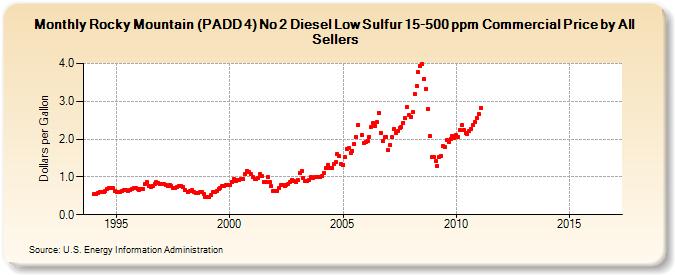 Monthly Rocky Mountain (PADD 4) No 2 Diesel Low Sulfur 15-500 ppm Commercial Price by All
Sellers
Dollars per Gallon
4.0
3.0
2.0
1.0
0.0
1995
2000
2005
2010
2015
Source: U.S. Energy Information Administration